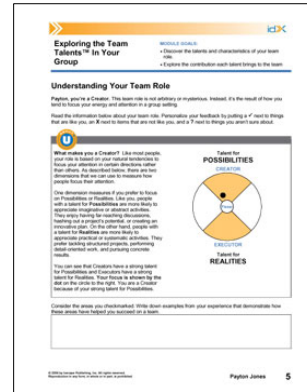 idX
Exploring the Team
Talents™ In Your
Group
MODULE GOALS:
• Discover the talents and characteristics of your team
role.
• Explore the contribution each talent brings to the team
Understanding Your Team Role
Payton, you're a Creator. This team role is not arbitrary or mysterious. Instead, it's the result of how you
tend to focus your energy and attention in a group setting.
Read the information below about your team role. Personalize your feedback by putting a ✓ next to things
that are like you, an X next to items that are not like you, and a ? next to things you aren't sure about.
U
What makes you a Creator? Like most people,
your role is based on your natural tendencies to
focus your attention in certain directions rather
than others. As described below, there are two
dimensions that we can use to measure how
people focus their attention.
One dimension measures if you prefer to focus
on Possibilities or Realities. Like you, people
with a talent for Possibilities are more likely to
appreciate imaginative or abstract activities.
They enjoy having far-reaching discussions,
hashing out a project's potential, or creating an
innovative plan. On the other hand, people with
a talent for Realities are more likely to
appreciate practical or systematic activities. They
prefer tackling structured projects, performing
detail-oriented work, and pursuing concrete
results.
You can see that Creators have a strong talent
for Possibilities and Executors have a strong
talent for Realities. Your focus is shown by the
dot on the circle to the right. You are a Creator
because of your strong talent for Possibilities.
Talent for
POSSIBILITIES
CREATOR
EXECUTOR
Talent for
REALITIES
Consider the areas you checkmarked. Write down examples from your experience that demonstrate how
these areas have helped you succeed on a team.
Payton Jones
5